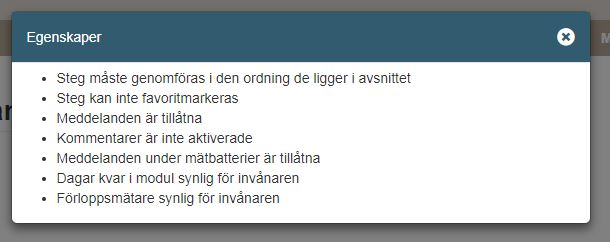 Egenskaper
Steg måste genomföras i den ordning de ligger i avsnittet
Steg kan inte favoritmarkeras
Meddelanden är tillåtna
Kommentarer är inte aktiverade
Meddelanden under mätbatterier är tillåtna
Dagar kvar i modul synlig för invånaren
Förloppsmätare synlig för invånaren